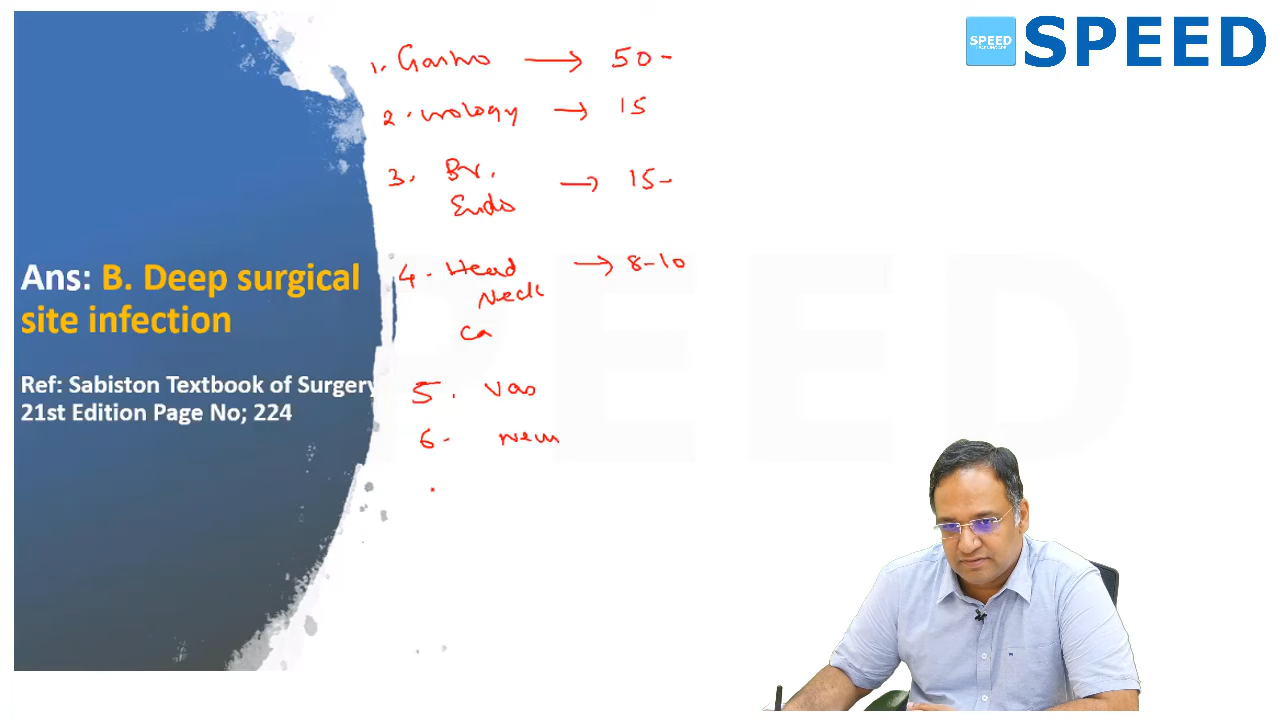 SPEED
SPEED
1. Gastro → 50-
2. urology → 15
3. Br.
Endo → 15-
4. Head → 8-10
Neck
Ca
5. Vas
6.
Ans: B. Deep surgical
site infection
Ref: Sabiston Textbook of Surgery
21st Edition Page No; 224
SPEED